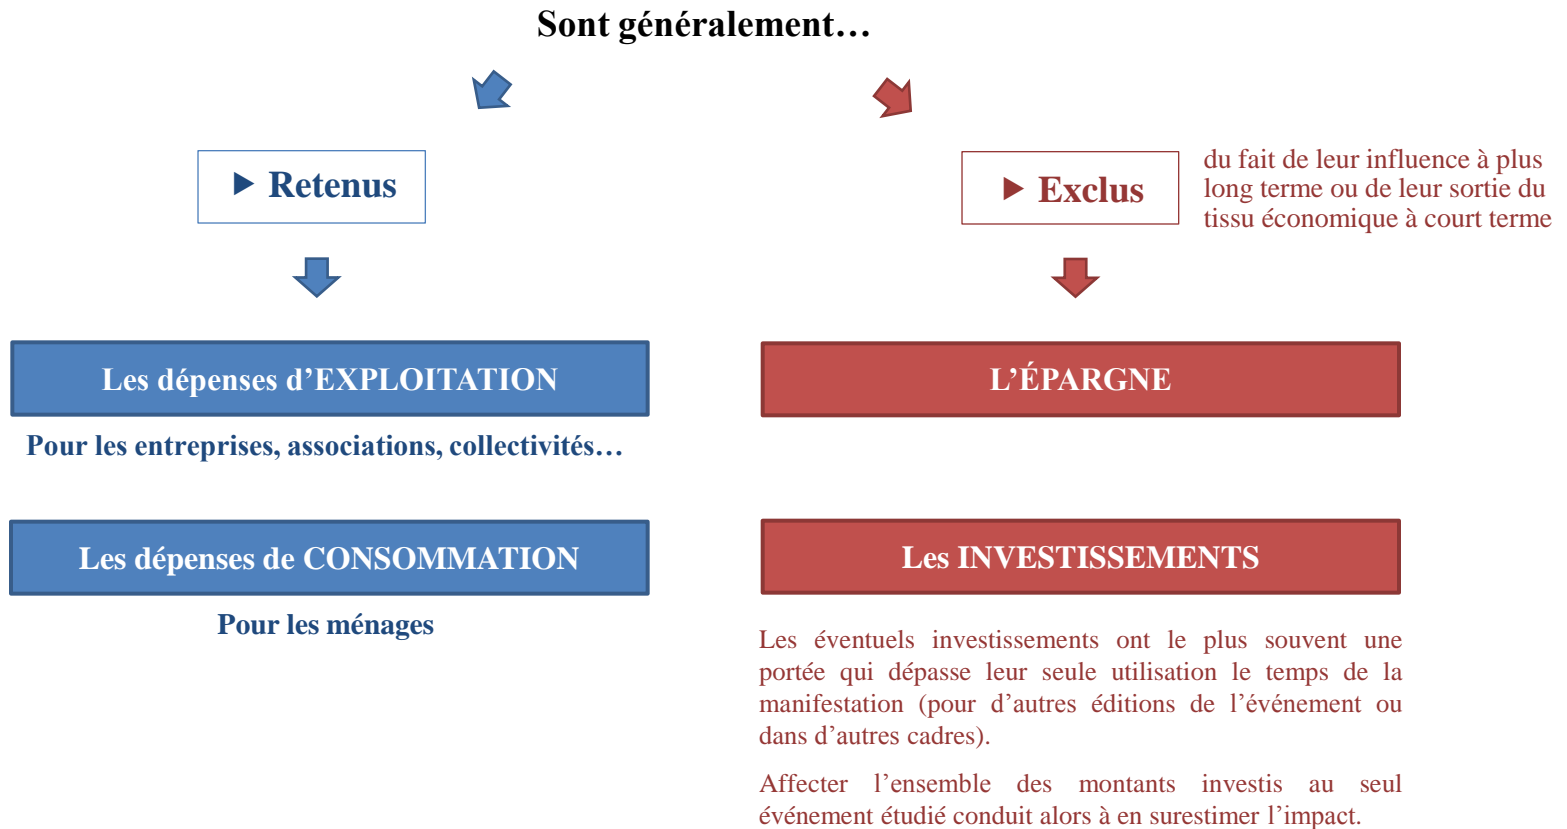 Sont généralement…
▶ Retenus
Les dépenses d’EXPLOITATION
Pour les entreprises, associations, collectivités…
Les dépenses de CONSOMMATION
Pour les ménages
▶ Exclus
du fait de leur influence à plus
long terme ou de leur sortie du
tissu économique à court terme
L’ÉPARGNE
Les INVESTISSEMENTS
Les éventuels investissements ont le plus souvent une
portée qui dépasse leur seule utilisation le temps de la
manifestation (pour d’autres éditions de l’événement ou
dans d’autres cadres).
Affecter l’ensemble des montants investis au seul
événement étudié conduit alors à en surestimer l’impact.